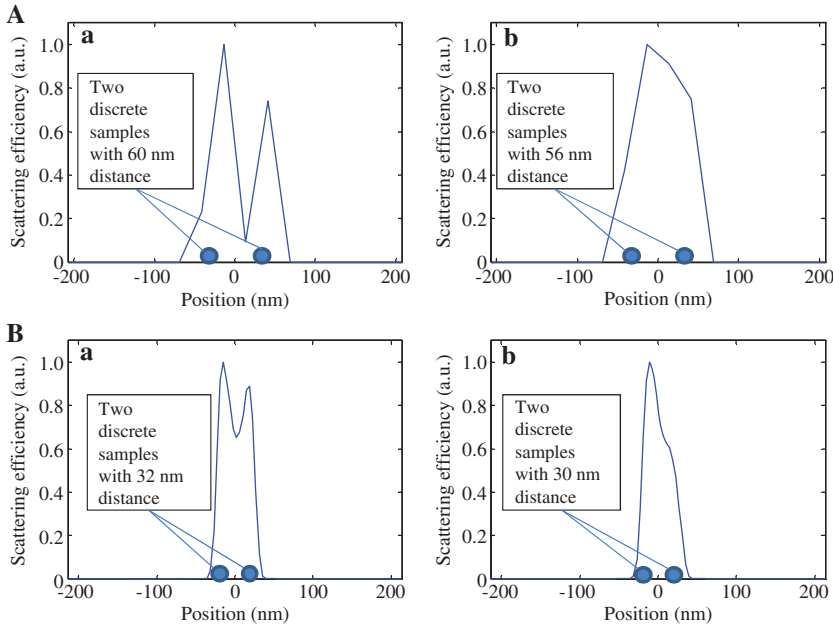 A
a
Scattering efficiency (a.u.)
1.0
0.8
0.6
0.4
0.2
0
Two
discrete
samples
with 60 nm
distance
-200 -100 0 100 200
Position (nm)
b
Scattering efficiency (a.u.)
1.0
0.8
0.6
0.4
0.2
0
Two
discrete
samples
with 56 nm
distance
-200 -100 0 100 200
Position (nm)
B
a
Scattering efficiency (a.u.)
1.0
0.8
0.6
0.4
0.2
0
Two
discrete
samples
with 32 nm
distance
-200 -100 0 100 200
Position (nm)
b
Scattering efficiency (a.u.)
1.0
0.8
0.6
0.4
0.2
0
Two
discrete
samples
with 30 nm
distance
-200 -100 0 100 200
Position (nm)